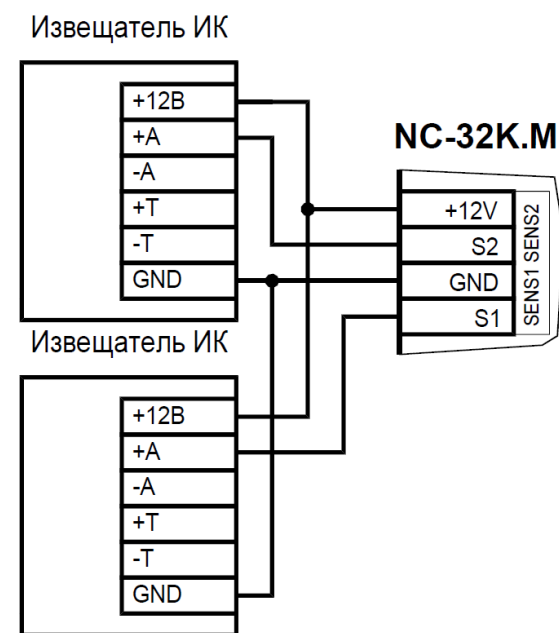 Извещатель ИК
+12В
+A
-A
+T
-T
GND
NC-32K.M
+12V
S2
GND
S1
SENS1 SENS2
Извещатель ИК
+12В
+A
-A
+T
-T
GND